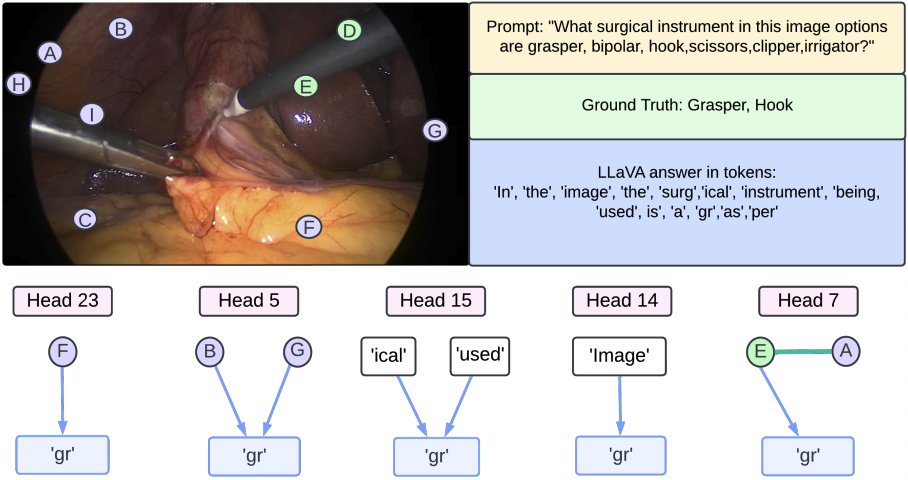 A
B
D
H
I
E
G
C
F
Prompt: "What surgical instrument in this image options
are grasper, bipolar, hook,scissors,clipper,irrigator?"
Ground Truth: Grasper, Hook
LLaVA answer in tokens:
'In', 'the', 'image', 'the', 'surg','ical', 'instrument', 'being,
'used', is', 'a', 'gr','as','per'
Head 23
Head 5
Head 15
Head 14
Head 7
F
B
G
'ical'
'used'
'Image'
E
A
'gr'
'gr'
'gr'
'gr'
'gr'